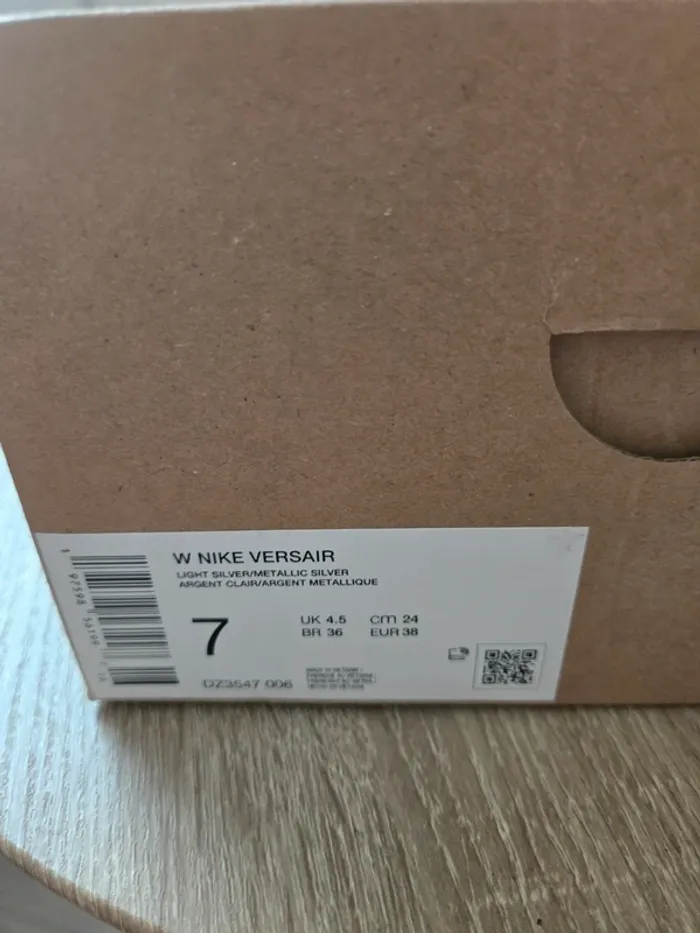 W NIKE VERSAIR
LIGHT SILVER/METALLIC SILVER
ARGENT CLAIR/ARGENT METALLIQUE
7
UK 4.5 CM 24
BR 36 EUR 38
DZ3547 006